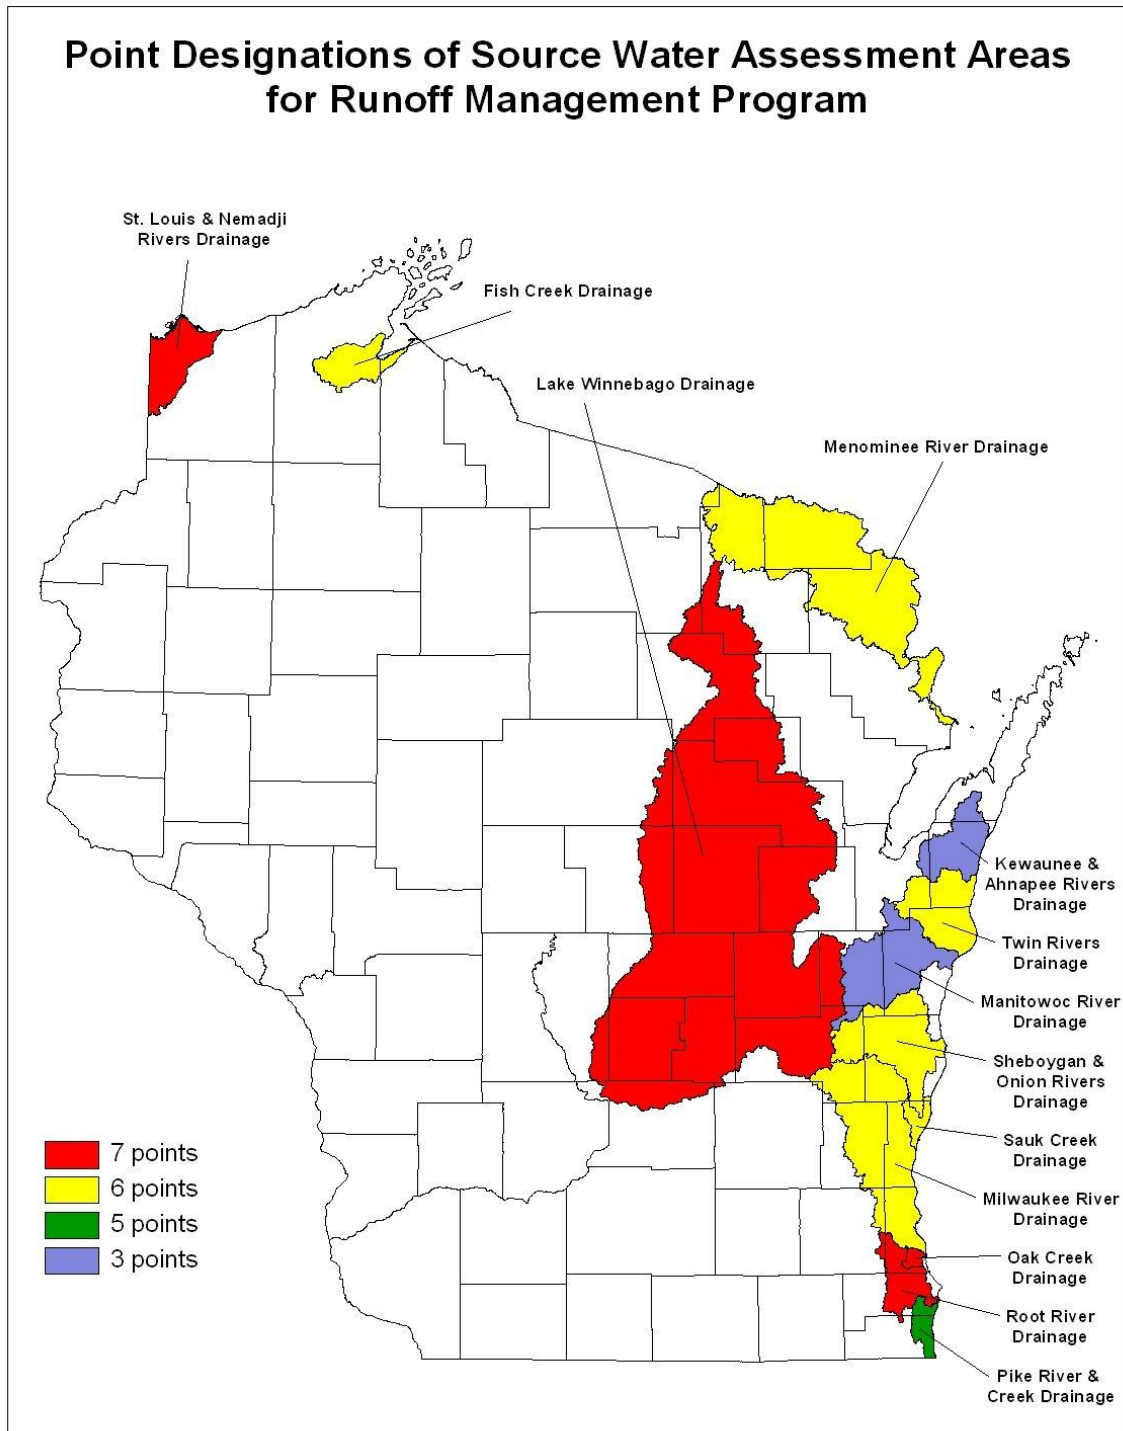 Point Designations of Source Water Assessment Areas
for Runoff Management Program
St. Louis & Nemadji
Rivers Drainage
Fish Creek Drainage
Lake Winnebago Drainage
Menominee River Drainage
Kewaunee &
Ahnapee Rivers
Drainage
Twin Rivers
Drainage
Manitowoc River
Drainage
Sheboygan &
Onion Rivers
Drainage
Sauk Creek
Drainage
Milwaukee River
Drainage
Oak Creek
Drainage
Root River
Drainage
Pike River &
Creek Drainage
7 points
6 points
5 points
3 points